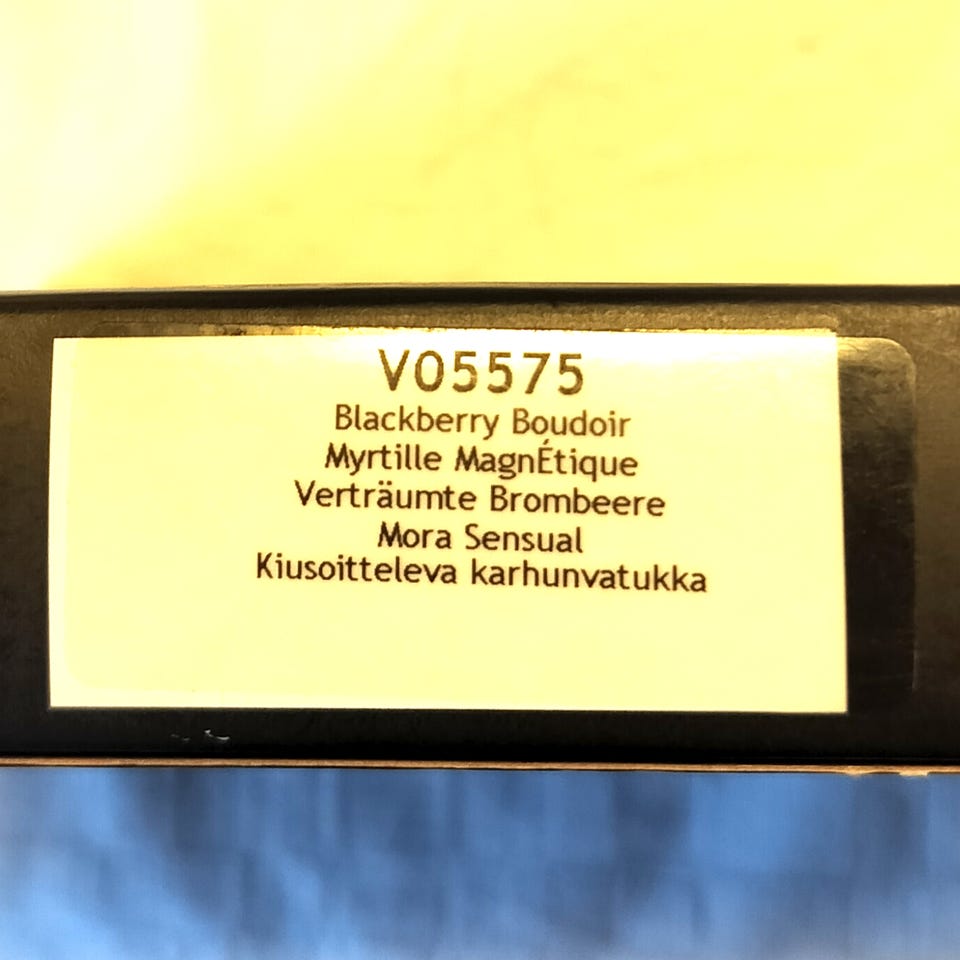 V05575
Blackberry Boudoir
Myrtille MagnÉtique
Verträumte Brombeere
Mora Sensual
Kiusoitteleva karhunvatukka